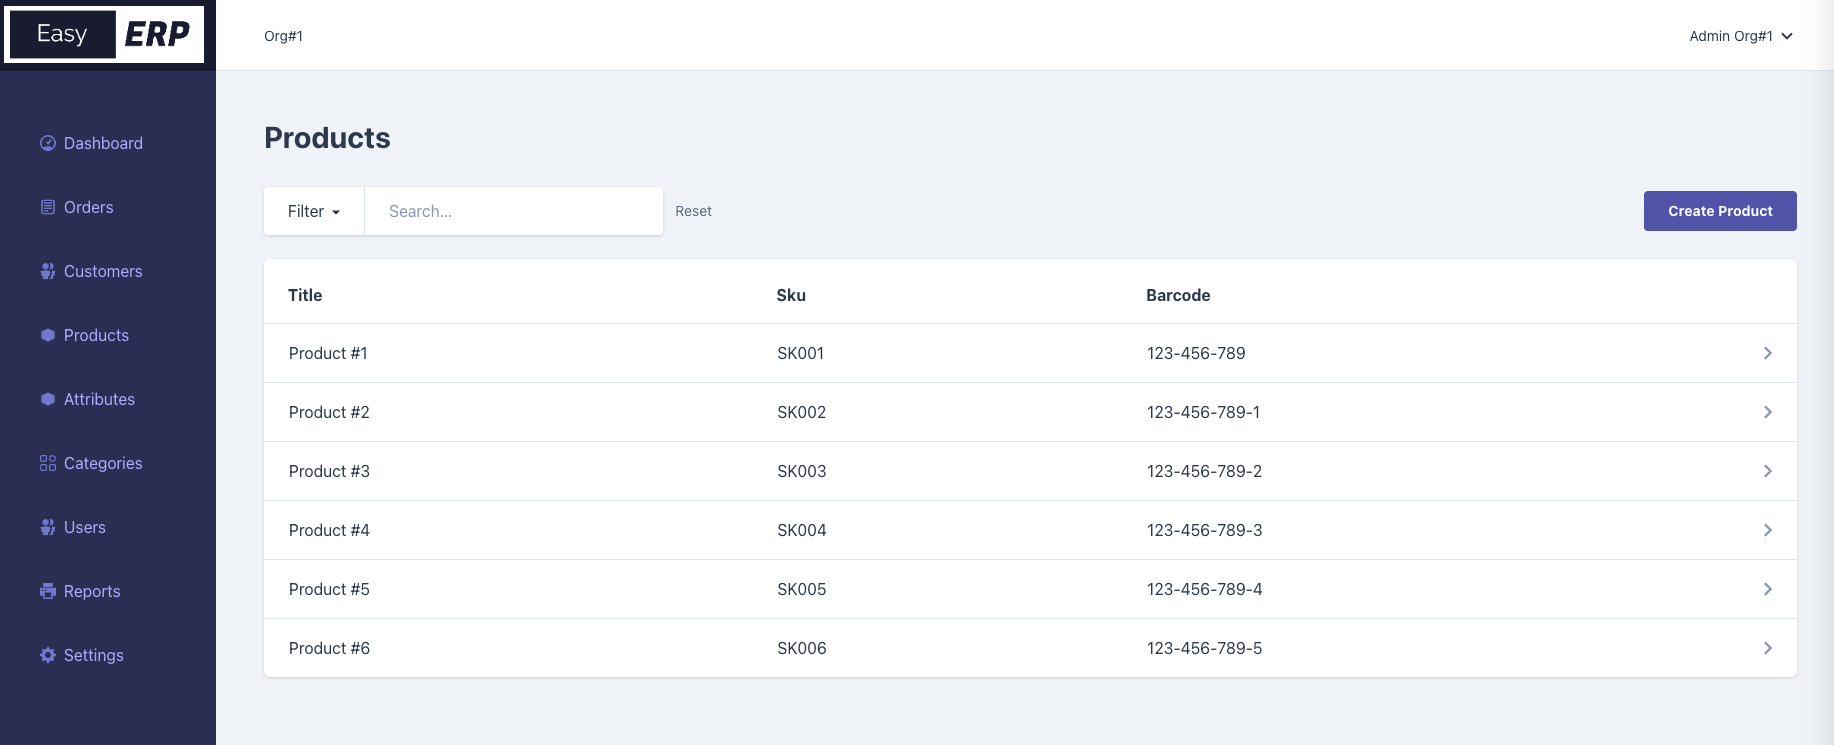 Easy ERP
Org#1
Admin Org#1
Dashboard
Orders
Customers
Products
Attributes
Categories
Users
Reports
Settings
Products
Filter
Search...
Reset
Create Product
Title Sku Barcode
Product #1 SK001 123-456-789
Product #2 SK002 123-456-789-1
Product #3 SK003 123-456-789-2
Product #4 SK004 123-456-789-3
Product #5 SK005 123-456-789-4
Product #6 SK006 123-456-789-5